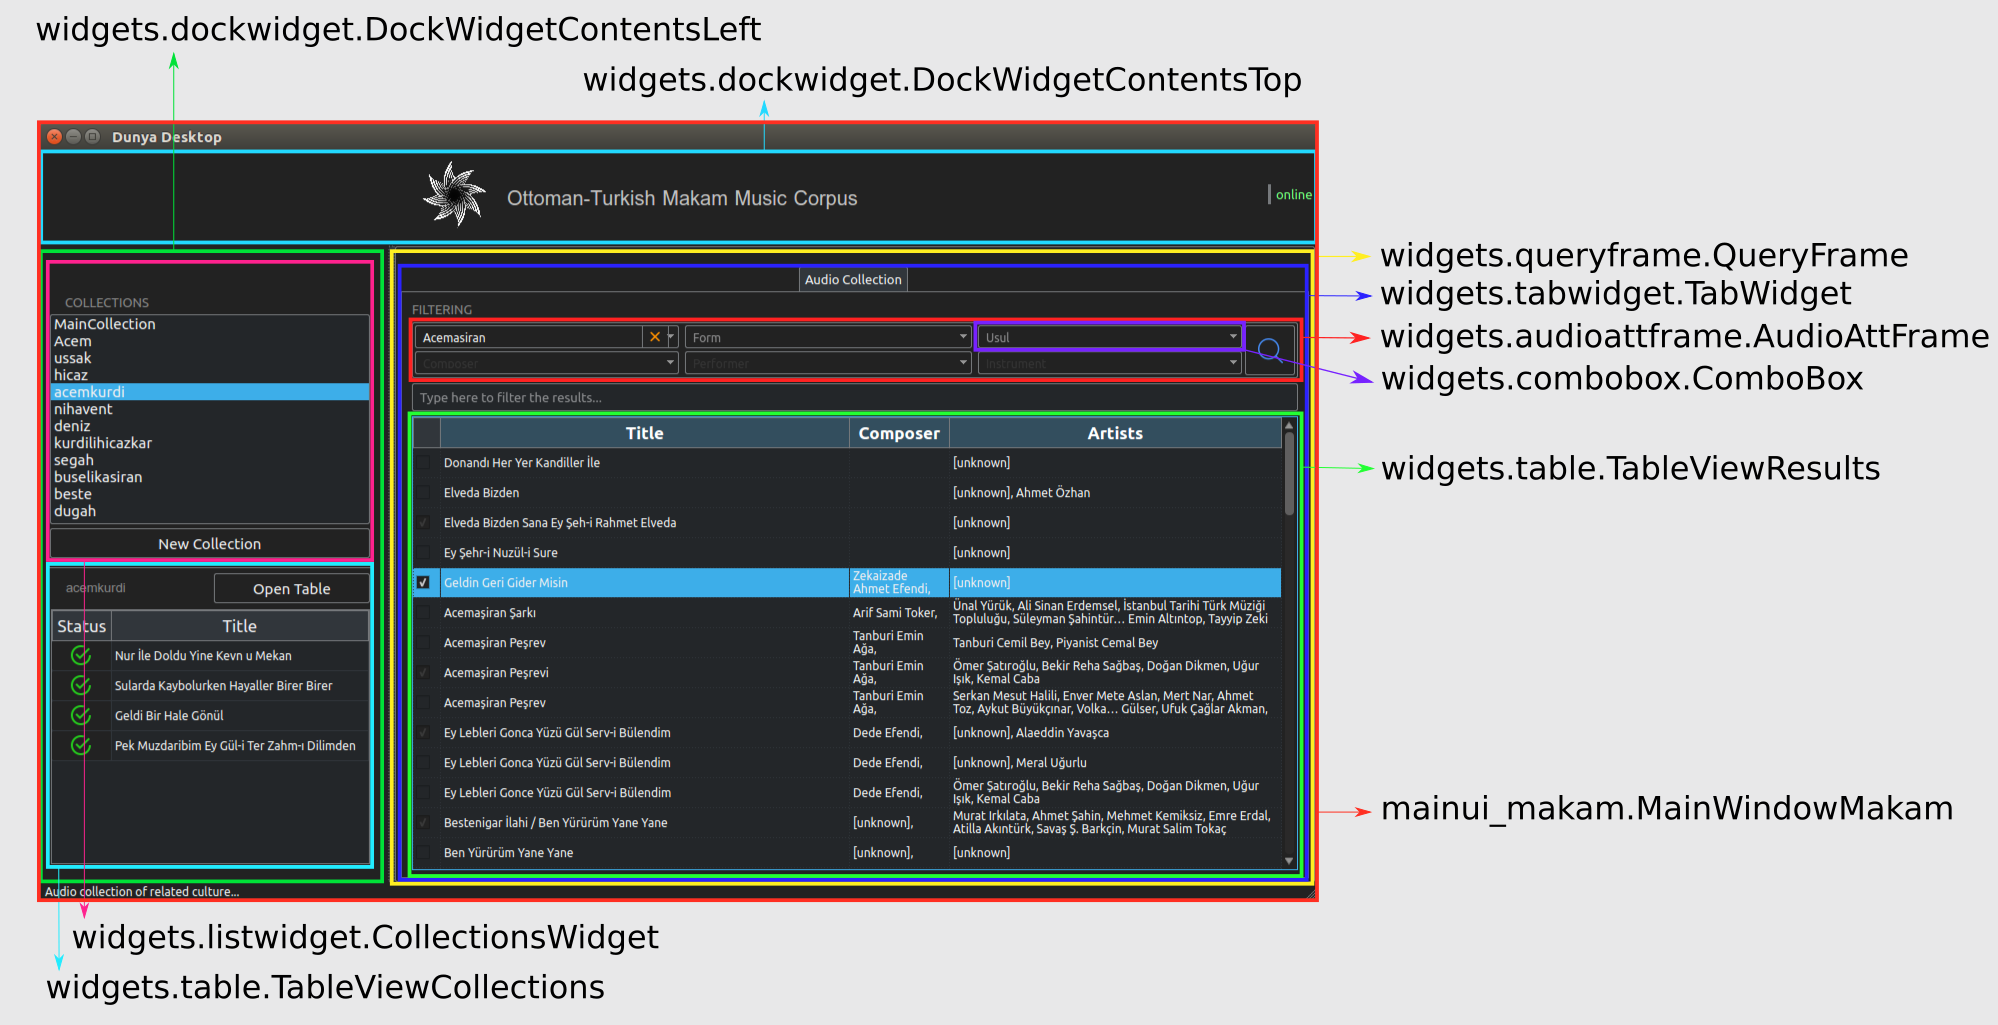 widgets.dockwidget.DockWidgetContentsLeft
widgets.dockwidget.DockWidgetContentsTop
Dunya Desktop
Ottoman-Turkish Makam Music Corpus
online
widgets.queryframe.QueryFrame
widgets.tabwidget.TabWidget
widgets.audioattframe.AudioAttFrame
widgets.combobox.ComboBox
widgets.table.TableViewResults
mainui_makam.MainWindowMakam
COLLECTIONS
MainCollection
Acem
ussak
hicaz
acemkurdi
nihavent
deniz
kurdilihicazkar
segah
buselikasiran
beste
dugah
New Collection
acemkurdi
Open Table
Status Title
Nur İle Doldu Yine Kevn u Mekan
Sularda Kaybolurken Hayaller Birer Birer
Geldi Bir Hale Gönül
Pek Muzdaribim Ey Gül-i Ter Zahm-ı Dilimden
Audio collection of related culture...
Audio Collection
FILTERING
Acemasiran Form Usul
Composer Performer Instrument
Type here to filter the results...
Title Composer Artists
Donandı Her Yer Kandiller İle [unknown]
Elveda Bizden [unknown], Ahmet Özhan
Elveda Bizden Sana Ey Şeh-i Rahmet Elveda [unknown]
Ey Şehr-i Nuzül-i Sure [unknown]
Geldin Geri Gider Misin Zekaizade
Ahmet Efendi, [unknown]
Acemaşiran Şarkı Arif Sami Toker, Ünal Yürük, Ali Sinan Erdemsel, İstanbul Tarihi Türk Müziği
Topluluğu, Süleyman Şahintür... Emin Altıntop, Tayyip Zeki
Acemaşiran Peşrev Tanburi Emin
Ağa, Tanburi Cemil Bey, Piyanist Cemal Bey
Acemaşiran Peşrevi Tanburi Emin Ömer Şatıroğlu, Bekir Reha Sağbaş, Doğan Dikmen, Uğur
Ağa, Işık, Kemal Caba
Acemaşiran Peşrev Tanburi Emin Serkan Mesut Halili, Enver Mete Aslan, Mert Nar, Ahmet
Ağa, Toz, Aykut Büyükçınar, Volka... Gülser, Ufuk Çağlar Akman,
Ey Lebleri Gonca Yüzü Gül Serv-i Bülendim Dede Efendi, [unknown], Alaeddin Yavaşca
Ey Lebleri Gonca Yüzü Gül Serv-i Bülendim Dede Efendi, [unknown], Meral Uğurlu
Ey Lebleri Gonce Yüzü Gül Serv-i Bülendim Dede Efendi, Ömer Şatıroğlu, Bekir Reha Sağbaş, Doğan Dikmen, Uğur
Işık, Kemal Caba
Bestenigar İlahi / Ben Yürürüm Yane Yane [unknown], Murat Irkılata, Ahmet Şahin, Mehmet Kemiksiz, Emre Erdal,
Atilla Akıntürk, Savaş Ş. Barkçin, Murat Salim Tokaç
Ben Yürürüm Yane Yane [unknown], [unknown]
widgets.listwidget.CollectionsWidget
widgets.table.TableViewCollections